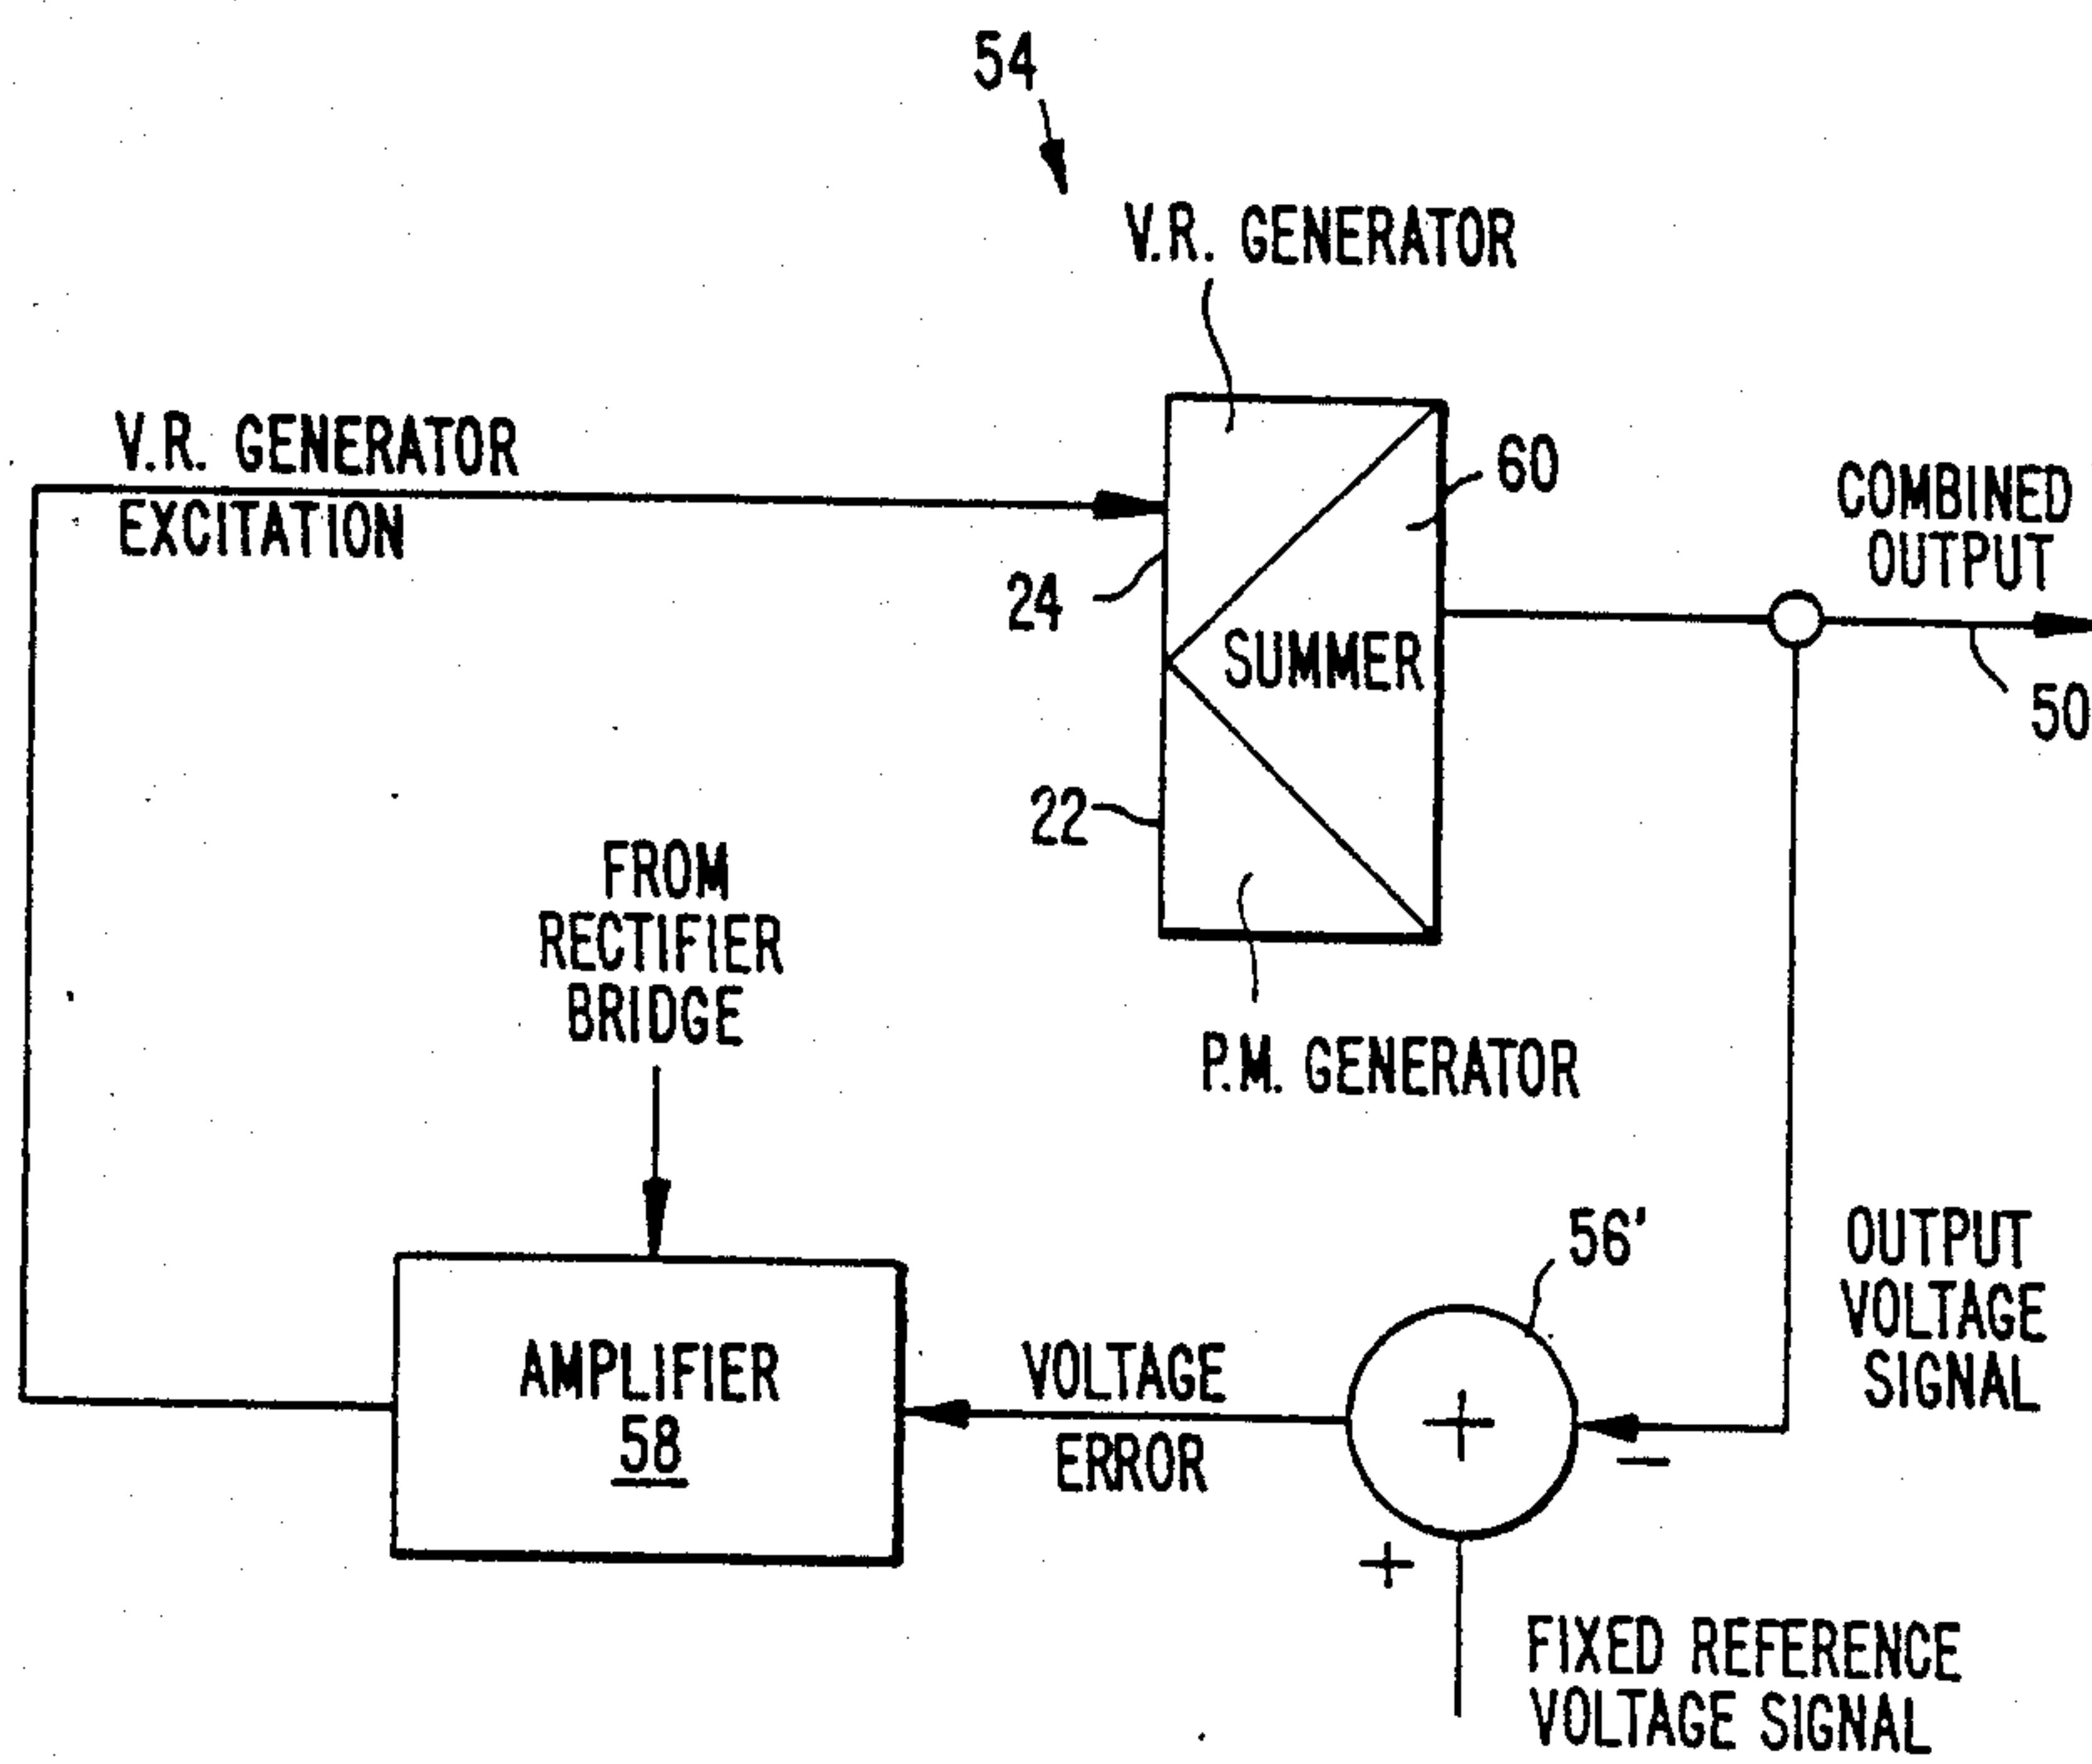 54
V.R. GENERATOR
V.R. GENERATOR
EXCITATION
60
COMBINED
OUTPUT
24
SUMMER
50
22
FROM
RECTIFIER
BRIDGE
P.M. GENERATOR
56'
OUTPUT
VOLTAGE
SIGNAL
AMPLIFIER
58
VOLTAGE
ERROR
+
−
+
FIXED REFERENCE
VOLTAGE SIGNAL